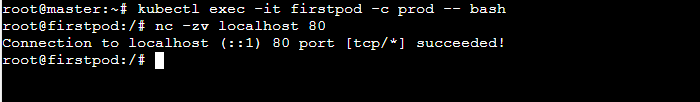 root@master:~# kubectl exec -it firstpod -c prod -- bash
root@firstpod:/# nc -zv localhost 80
Connection to localhost (::1) 80 port [tcp/*] succeeded!
root@firstpod:/#